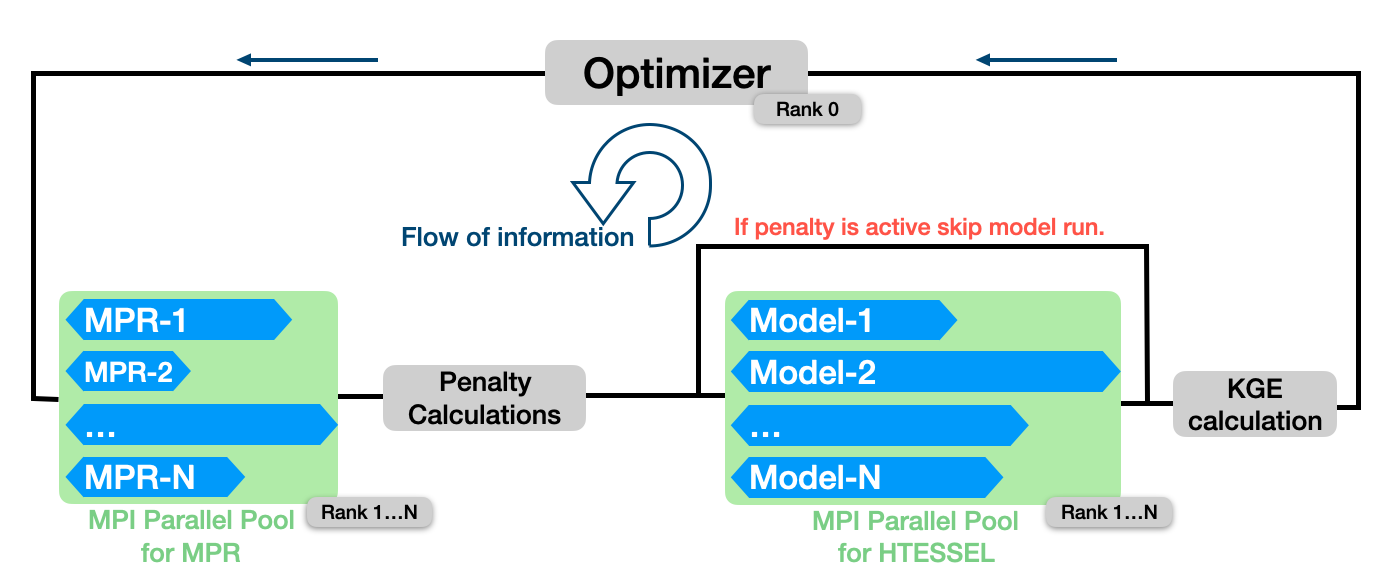 Optimizer
Rank 0
Flow of information
If penalty is active skip model run.
MPR-1
MPR-2
...
MPR-N
Rank 1...N
MPI Parallel Pool
for MPR
Penalty
Calculations
Model-1
Model-2
...
Model-N
Rank 1...N
MPI Parallel Pool
for HTESSEL
KGE
calculation